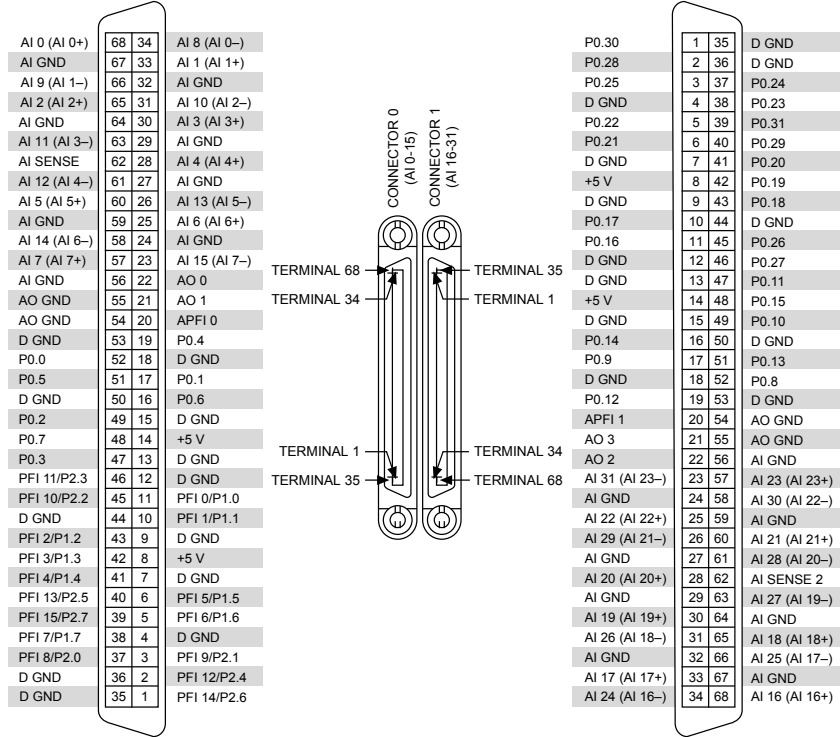 AI 0 (AI 0+) 68 34 AI 8 (AI 0–)
AI GND 67 33 AI 1 (AI 1+)
AI 9 (AI 1–) 66 32 AI GND
AI 2 (AI 2+) 65 31 AI 10 (AI 2–)
AI GND 64 30 AI 3 (AI 3+)
AI 11 (AI 3–) 63 29 AI GND
AI SENSE 62 28 AI 4 (AI 4+)
AI 12 (AI 4–) 61 27 AI GND
AI 5 (AI 5+) 60 26 AI 13 (AI 5–)
AI GND 59 25 AI 6 (AI 6+)
AI 14 (AI 6–) 58 24 AI GND
AI 7 (AI 7+) 57 23 AI 15 (AI 7–)
AI GND 56 22 AO 0
AO GND 55 21 AO 1
AO GND 54 20 APFI 0
D GND 53 19 P0.4
P0.0 52 18 D GND
P0.5 51 17 P0.1
D GND 50 16 P0.6
P0.2 49 15 D GND
P0.7 48 14 +5 V
P0.3 47 13 D GND
PFI 11/P2.3 46 12 D GND
PFI 10/P2.2 45 11 PFI 0/P1.0
D GND 44 10 PFI 1/P1.1
PFI 2/P1.2 43 9 D GND
PFI 3/P1.3 42 8 +5 V
PFI 4/P1.4 41 7 D GND
PFI 13/P2.5 40 6 PFI 5/P1.5
PFI 15/P2.7 39 5 PFI 6/P1.6
PFI 7/P1.7 38 4 D GND
PFI 8/P2.0 37 3 PFI 9/P2.1
D GND 36 2 PFI 12/P2.4
D GND 35 1 PFI 14/P2.6
CONNECTOR 0
(AI 0-15)
CONNECTOR 1
(AI 16-31)
TERMINAL 68
TERMINAL 34
TERMINAL 35
TERMINAL 1
TERMINAL 1
TERMINAL 35
TERMINAL 34
TERMINAL 68
P0.30 1 35 D GND
P0.28 2 36 D GND
P0.25 3 37 P0.24
D GND 4 38 P0.23
P0.22 5 39 P0.31
P0.21 6 40 P0.29
D GND 7 41 P0.20
+5 V 8 42 P0.19
D GND 9 43 P0.18
P0.17 10 44 D GND
P0.16 11 45 P0.26
D GND 12 46 P0.27
D GND 13 47 P0.11
+5 V 14 48 P0.15
D GND 15 49 P0.10
P0.14 16 50 D GND
P0.9 17 51 P0.13
D GND 18 52 P0.8
P0.12 19 53 D GND
APFI 1 20 54 AO GND
AO 3 21 55 AO GND
AO 2 22 56 AI GND
AI 31 (AI 23–) 23 57 AI 23 (AI 23+)
AI GND 24 58 AI 30 (AI 22–)
AI 22 (AI 22+) 25 59 AI GND
AI 29 (AI 21–) 26 60 AI 21 (AI 21+)
AI GND 27 61 AI 28 (AI 20–)
AI 20 (AI 20+) 28 62 AI SENSE 2
AI GND 29 63 AI 27 (AI 19–)
AI 19 (AI 19+) 30 64 AI GND
AI 26 (AI 18–) 31 65 AI 18 (AI 18+)
AI GND 32 66 AI 25 (AI 17–)
AI 17 (AI 17+) 33 67 AI GND
AI 24 (AI 16–) 34 68 AI 16 (AI 16+)